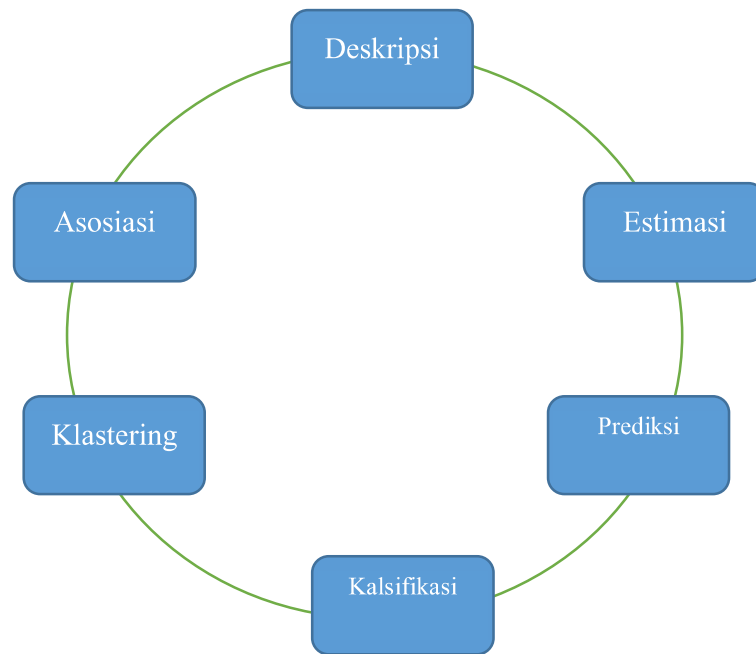 Deskripsi
Estimasi
Prediksi
Kalsifikasi
Klastering
Asosiasi